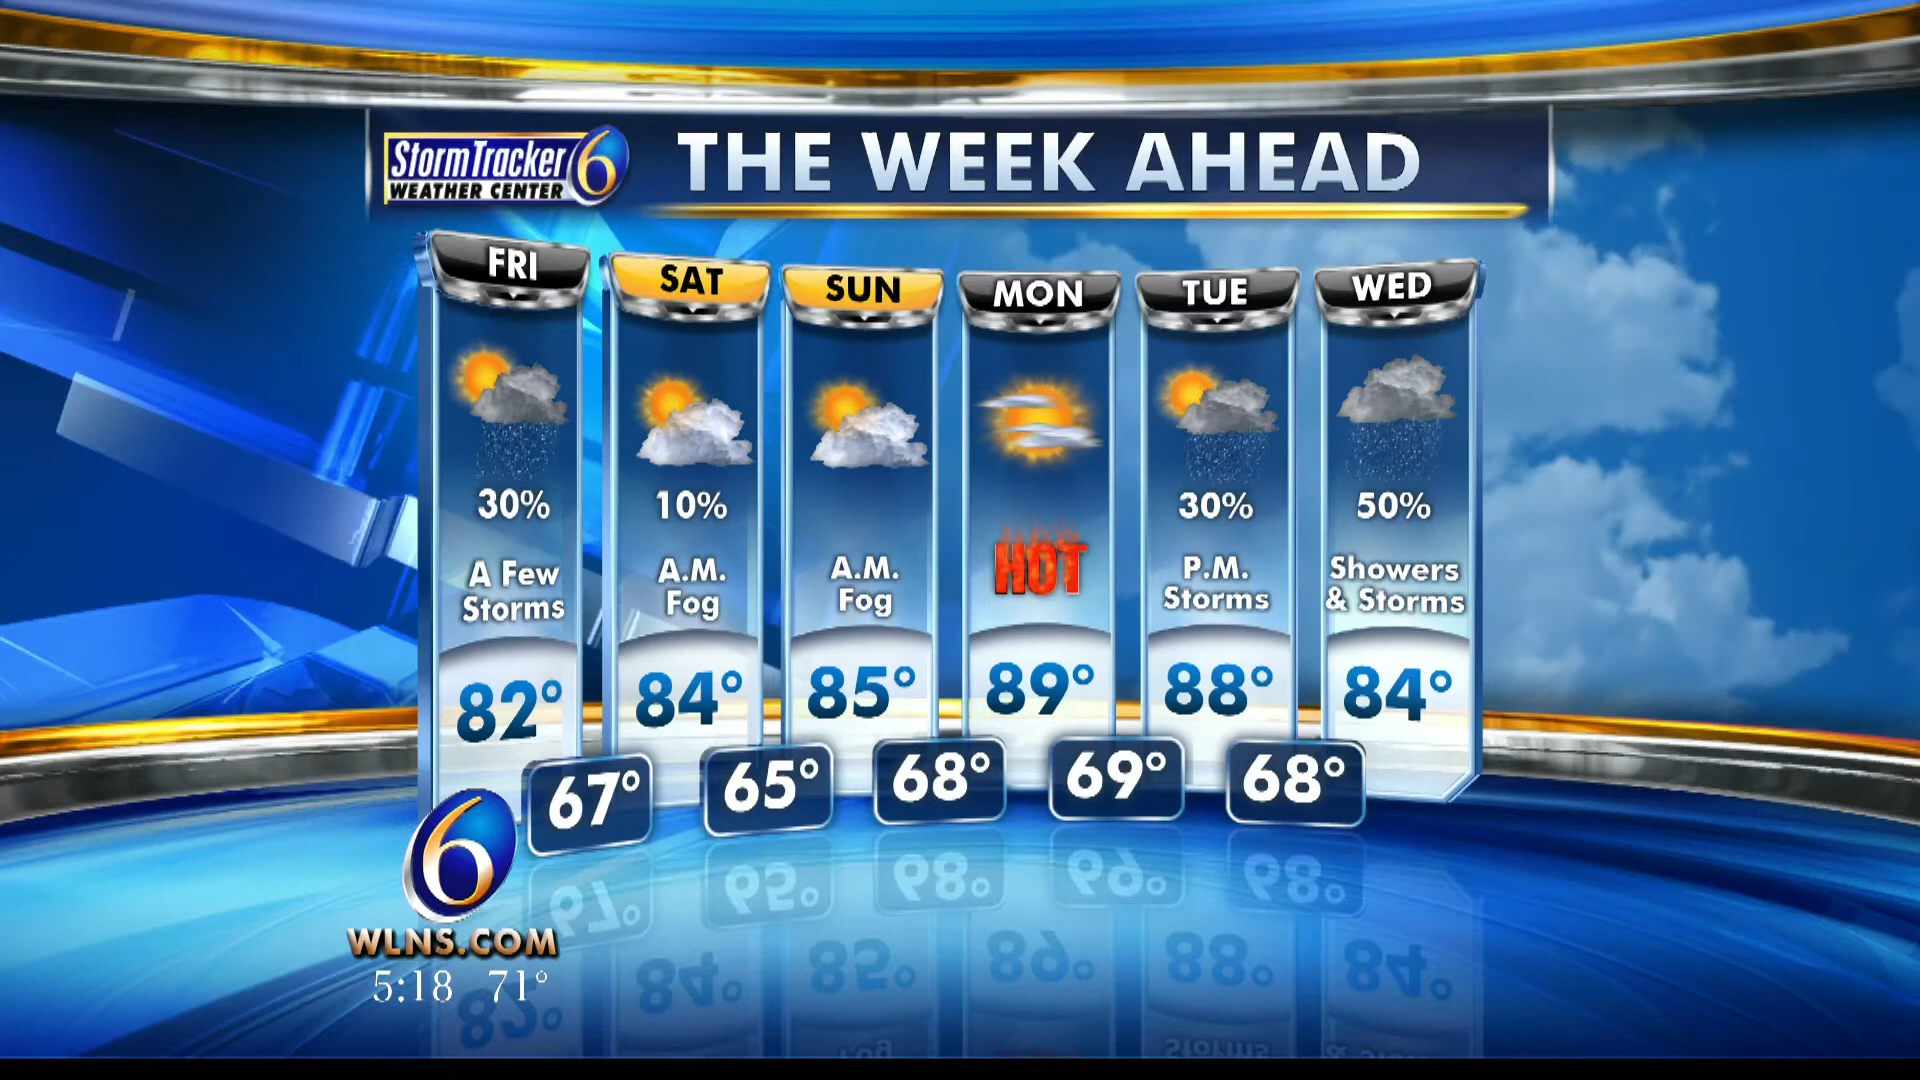 StormTracker 6
WEATHER CENTER
THE WEEK AHEAD
FRI
30%
A Few
Storms
82°
67°
SAT
10%
A.M.
Fog
84°
65°
SUN
A.M.
Fog
85°
68°
MON
HOT
89°
69°
TUE
30%
P.M.
Storms
88°
68°
WED
50%
Showers
& Storms
84°
6
WLNS.COM
5:18 71°